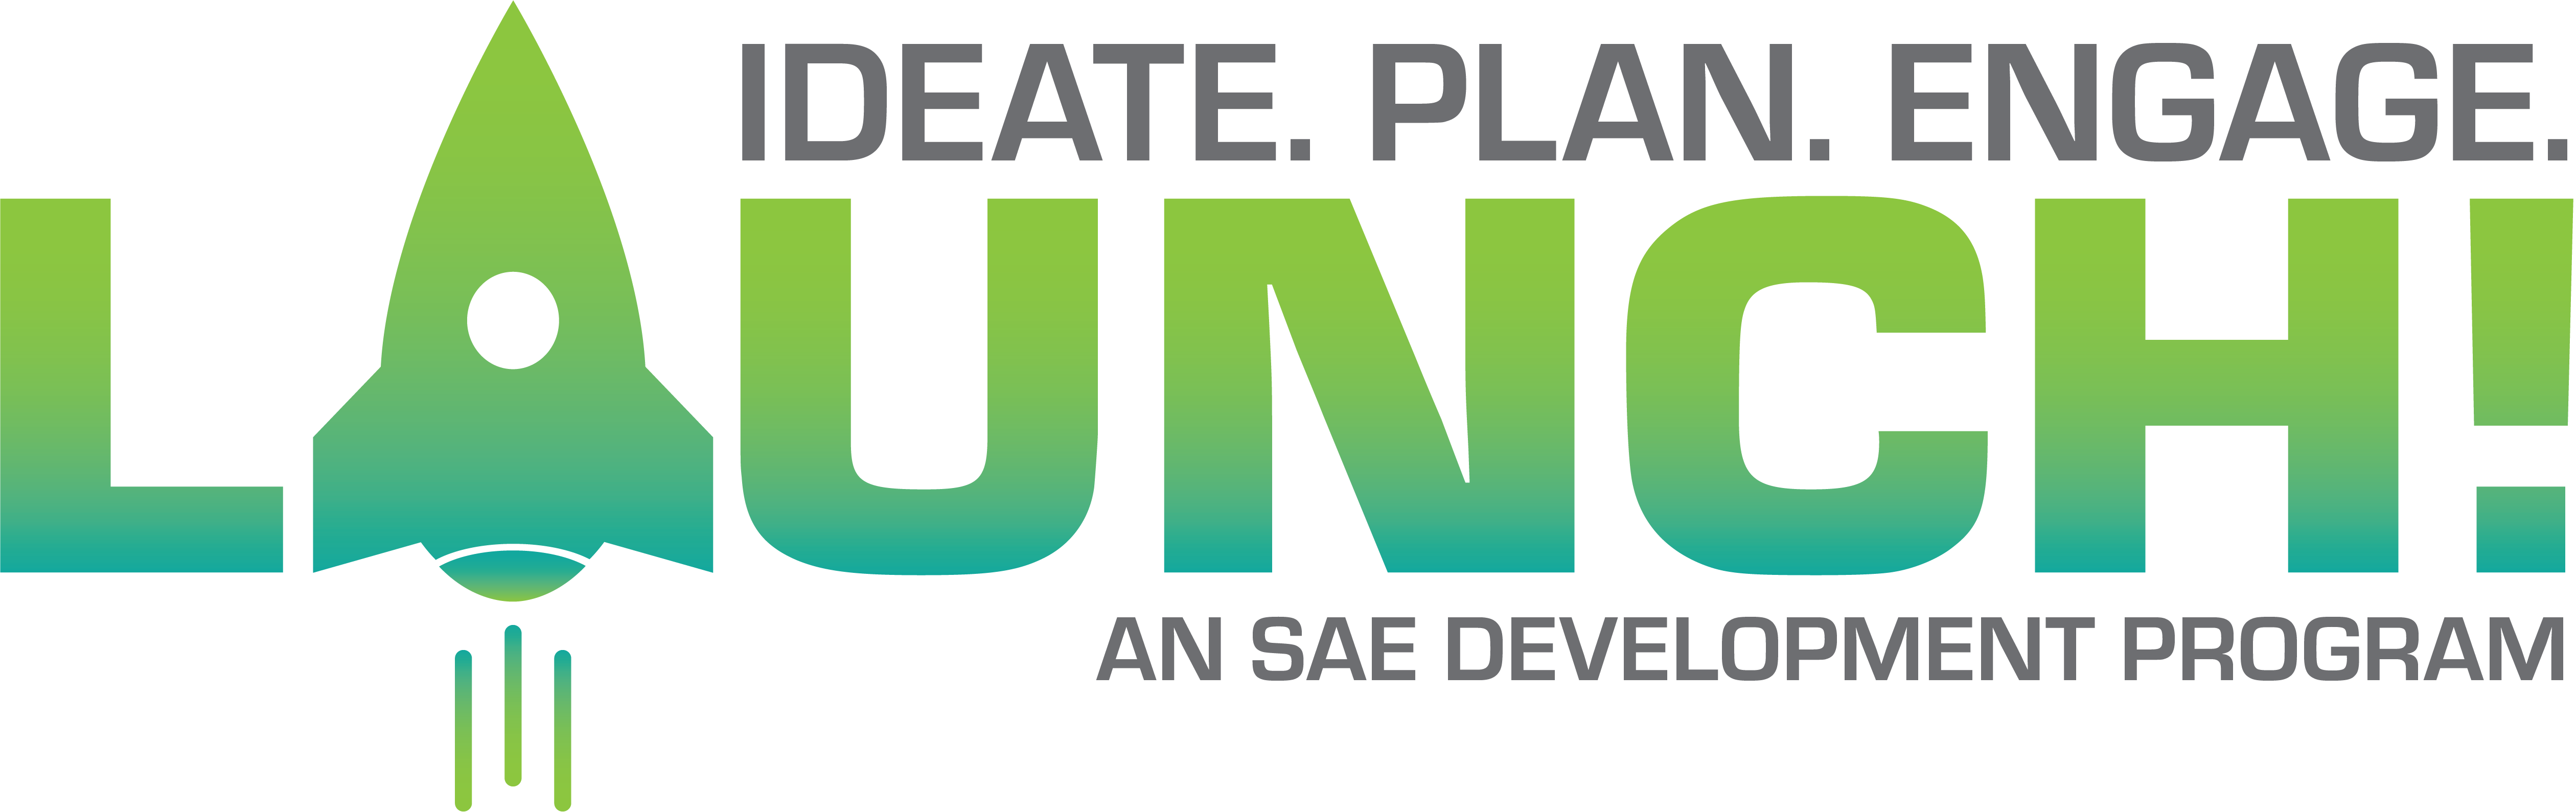 IDEATE. PLAN. ENGAGE.
LAUNCH!
AN SAE DEVELOPMENT PROGRAM